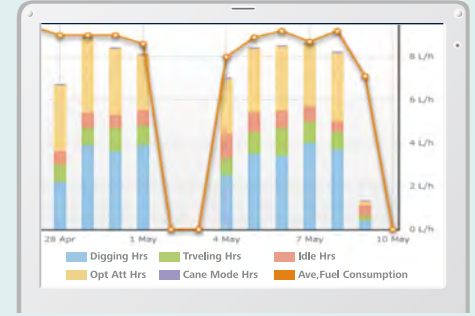 8 L/h
6 L/h
4 L/h
2 L/h
0 L/h
28 Apr 1 May 4 May 7 May 10 May
Digging Hrs Trveling Hrs Idle Hrs
Opt Att Hrs Cane Mode Hrs Ave,Fuel Consumption